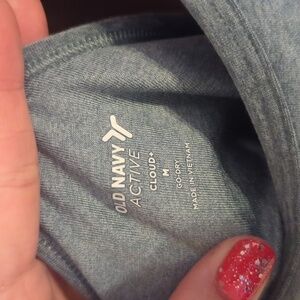 OLD NAVY
ACTIVE
CLOUD+
M
GO-DRY
MADE IN VIETNAM